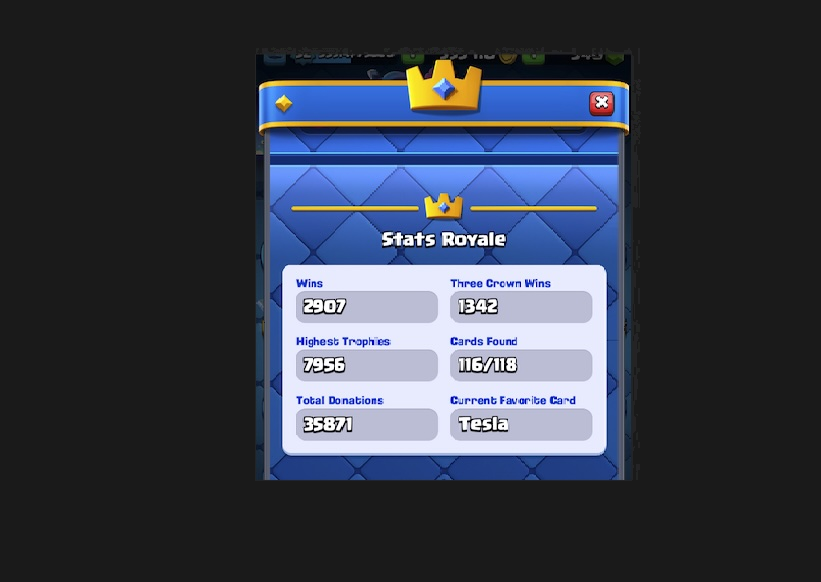 Stats Royale
Wins
Three Crown Wins
2907
1342
Highest Trophies
Cards Found
7956
116/118
Total Donations
Current Favorite Card
35871
Tesla